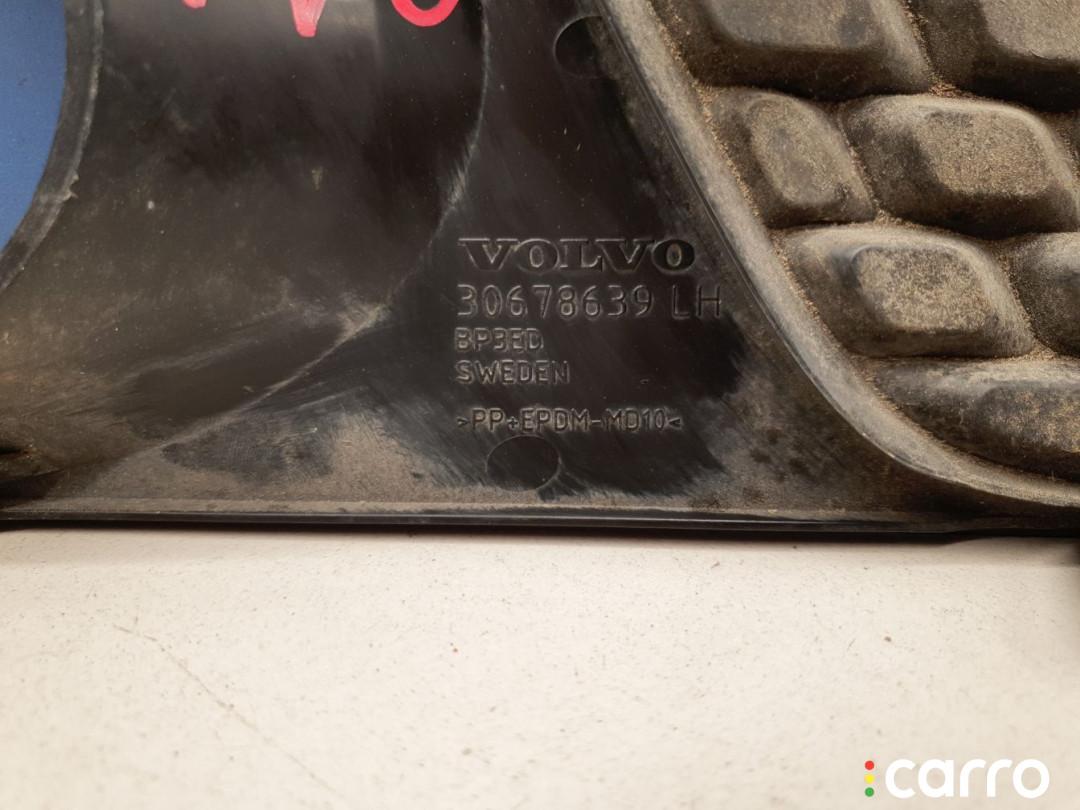 VOLVO
30678639 LH
BP3ED
SWEDEN
>PP+EPDM-MD10<
carro